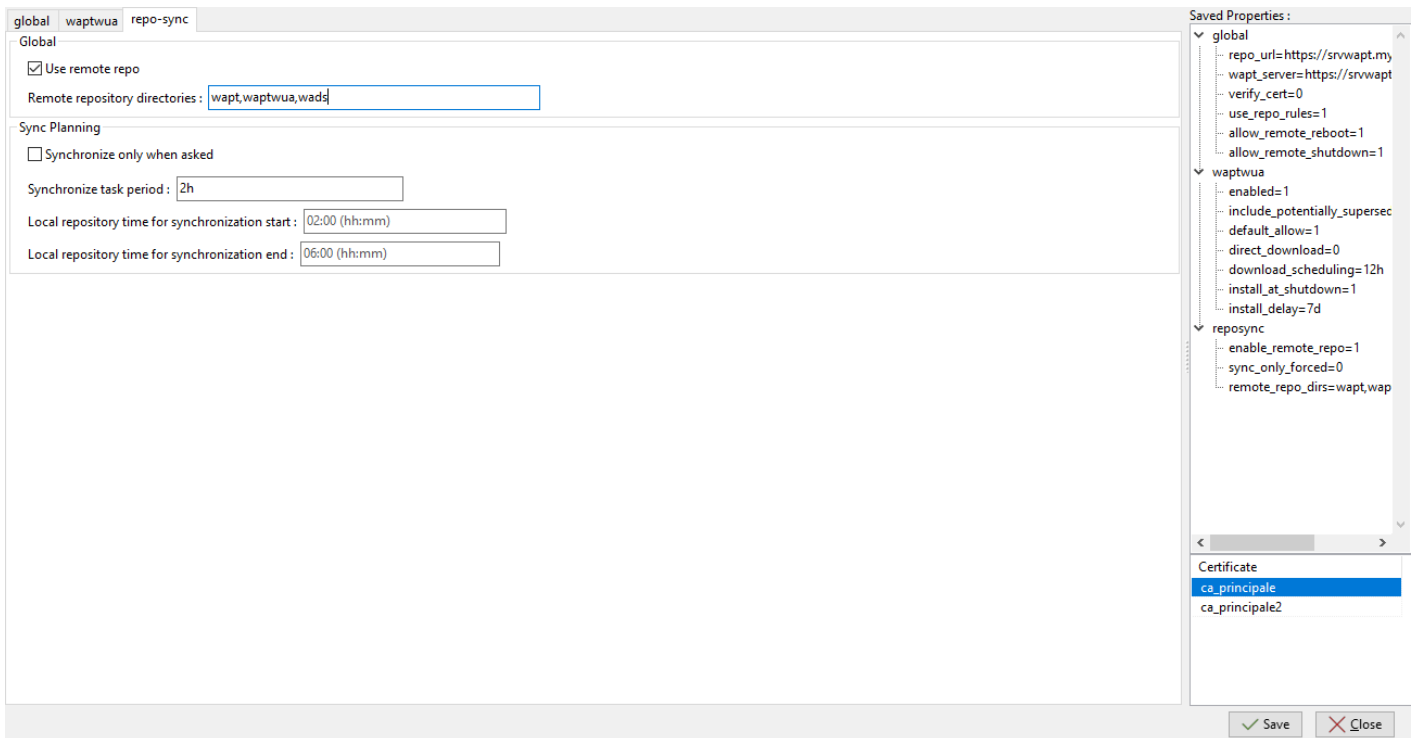 global waptwua repo-sync
Global
Use remote repo
Remote repository directories : wapt,waptwua,wads
Sync Planning
Synchronize only when asked
Synchronize task period : 2h
Local repository time for synchronization start : 02:00 (hh:mm)
Local repository time for synchronization end : 06:00 (hh:mm)
Saved Properties :
global
repo_url=https://srvwapt.my
wapt_server=https://srvwapt
verify_cert=0
use_repo_rules=1
allow_remote_reboot=1
allow_remote_shutdown=1
waptwua
enabled=1
include_potentially_supersed
default_allow=1
direct_download=0
download_scheduling=12h
install_at_shutdown=1
install_delay=7d
reposync
enable_remote_repo=1
sync_only_forced=0
remote_repo_dirs=wapt,wap
Certificate
ca_principale
ca_principale2
Save Close